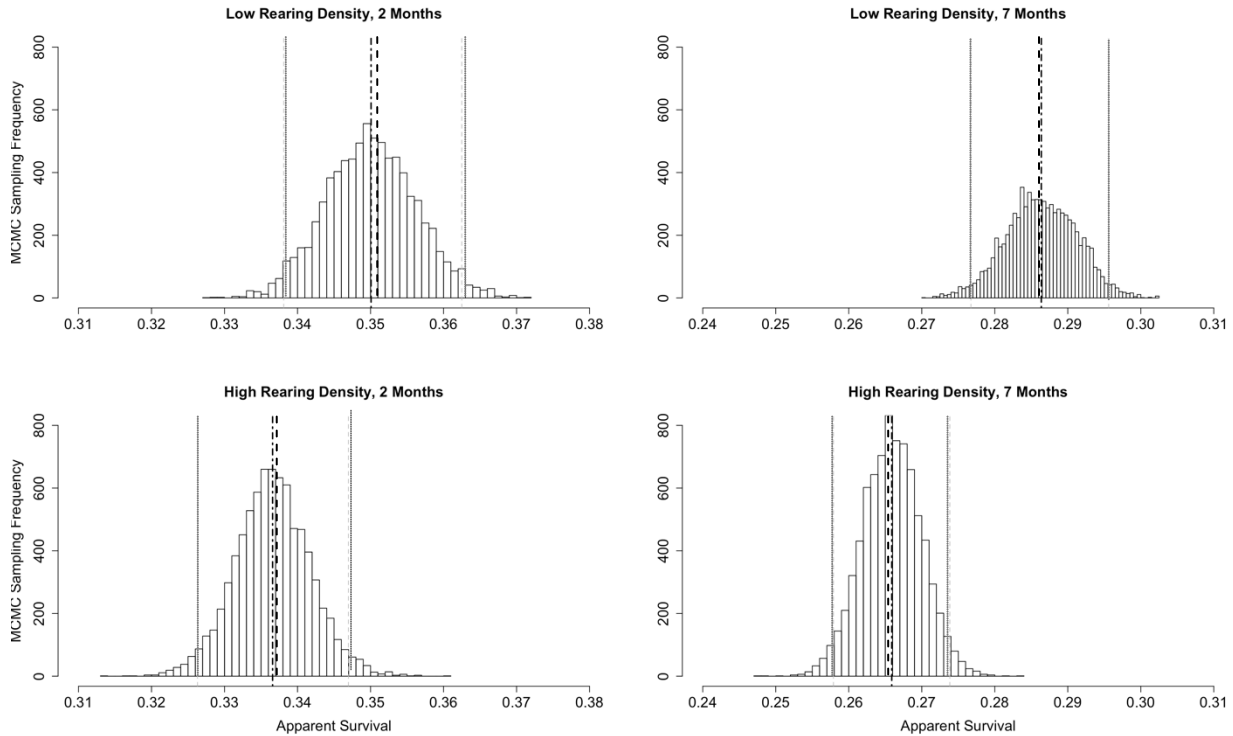 Low Rearing Density, 2 Months
MCMC Sampling Frequency
800
600
400
200
0
0.31 0.32 0.33 0.34 0.35 0.36 0.37 0.38
Low Rearing Density, 7 Months
800
600
400
200
0
0.24 0.25 0.26 0.27 0.28 0.29 0.30 0.31
High Rearing Density, 2 Months
MCMC Sampling Frequency
800
600
400
200
0
0.31 0.32 0.33 0.34 0.35 0.36 0.37 0.38
Apparent Survival
High Rearing Density, 7 Months
800
600
400
200
0
0.24 0.25 0.26 0.27 0.28 0.29 0.30 0.31
Apparent Survival